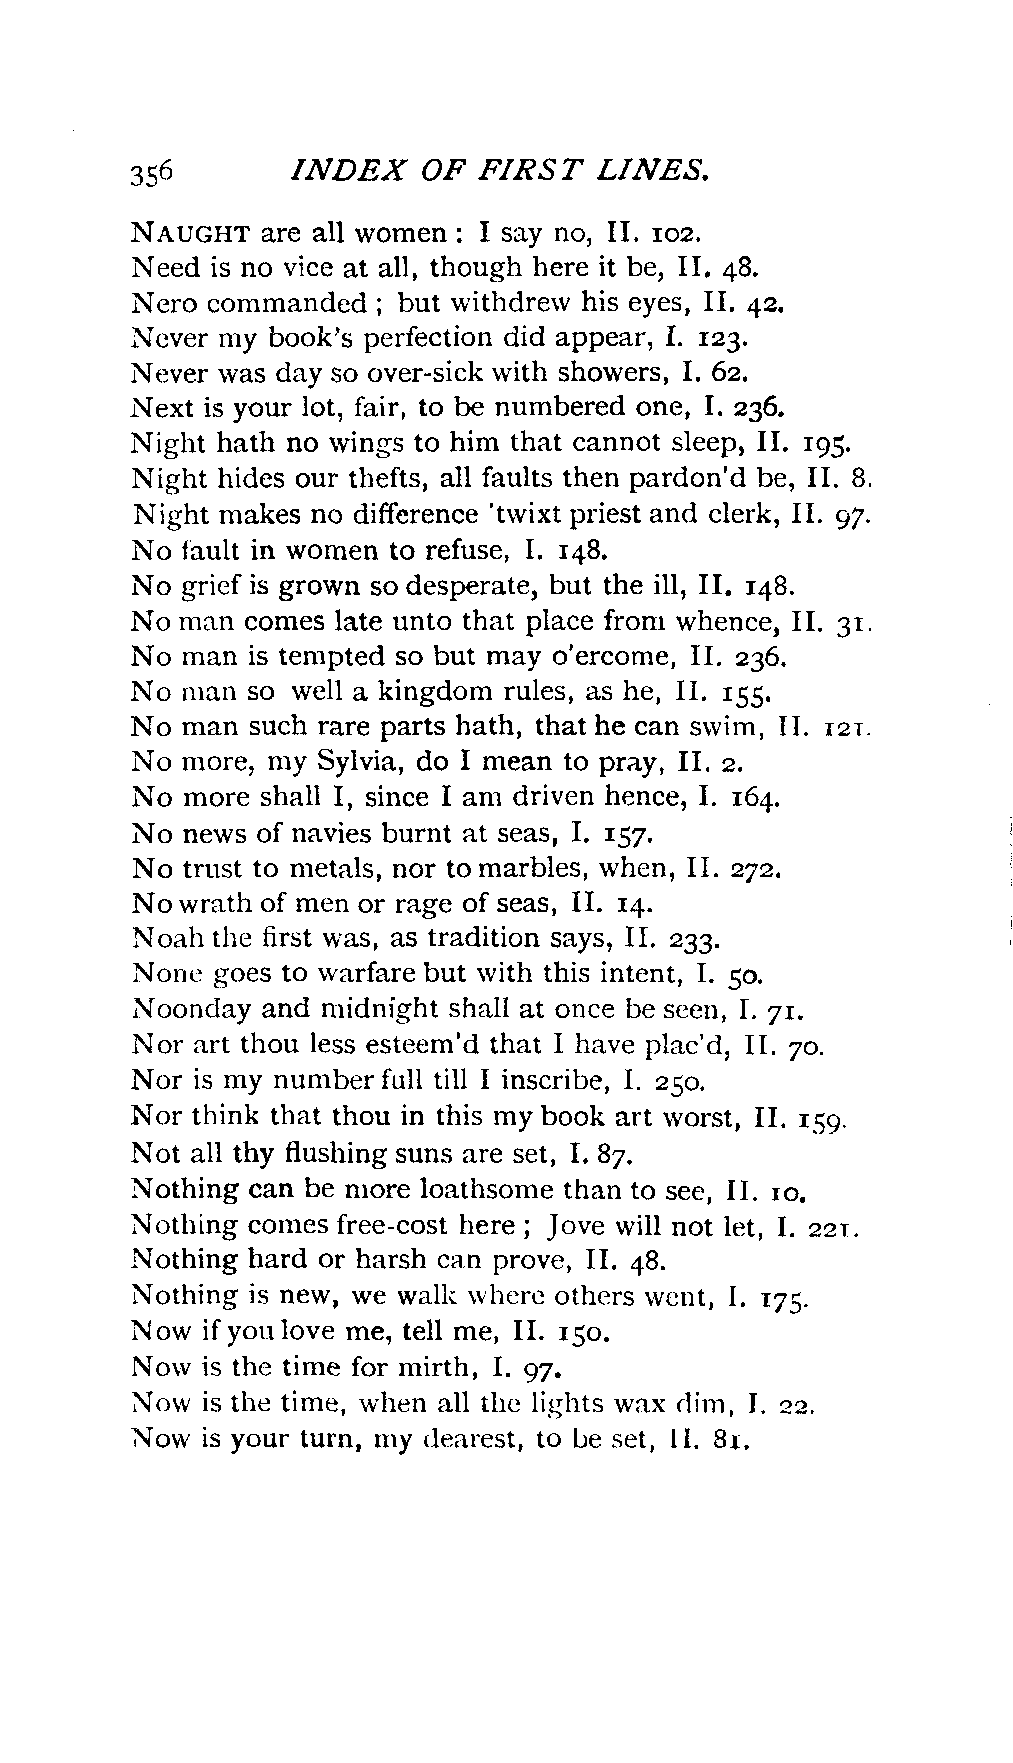 356 INDEX OF FIRST LINES.
NAUGHT are all women : I say no, II. 102.
Need is no vice at all, though here it be, II. 48.
Nero commanded ; but withdrew his eyes, II. 42.
Never my book's perfection did appear, I. 123.
Never was day so over-sick with showers, I. 62.
Next is your lot, fair, to be numbered one, I. 236.
Night hath no wings to him that cannot sleep, II. 195.
Night hides our thefts, all faults then pardon'd be, II. 8.
Night makes no difference 'twixt priest and clerk, II. 97.
No fault in women to refuse, I. 148.
No grief is grown so desperate, but the ill, II. 148.
No man comes late unto that place from whence, II. 31.
No man is tempted so but may o'ercome, II. 236.
No man so well a kingdom rules, as he, II. 155.
No man such rare parts hath, that he can swim, II. 121.
No more, my Sylvia, do I mean to pray, II. 2.
No more shall I, since I am driven hence, I. 164.
No news of navies burnt at seas, I. 157.
No trust to metals, nor to marbles, when, II. 272.
No wrath of men or rage of seas, II. 14.
Noah the first was, as tradition says, II. 233.
None goes to warfare but with this intent, I. 50.
Noonday and midnight shall at once be seen, I. 71.
Nor art thou less esteem'd that I have plac'd, II. 70.
Nor is my number full till I inscribe, I. 250.
Nor think that thou in this my book art worst, II. 159.
Not all thy flushing suns are set, I. 87.
Nothing can be more loathsome than to see, II. 10.
Nothing comes free-cost here ; Jove will not let, I. 221.
Nothing hard or harsh can prove, II. 48.
Nothing is new, we walk where others went, I. 175.
Now if you love me, tell me, II. 150.
Now is the time for mirth, I. 97.
Now is the time, when all the lights wax dim, I. 22.
Now is your turn, my dearest, to be set, II. 81.